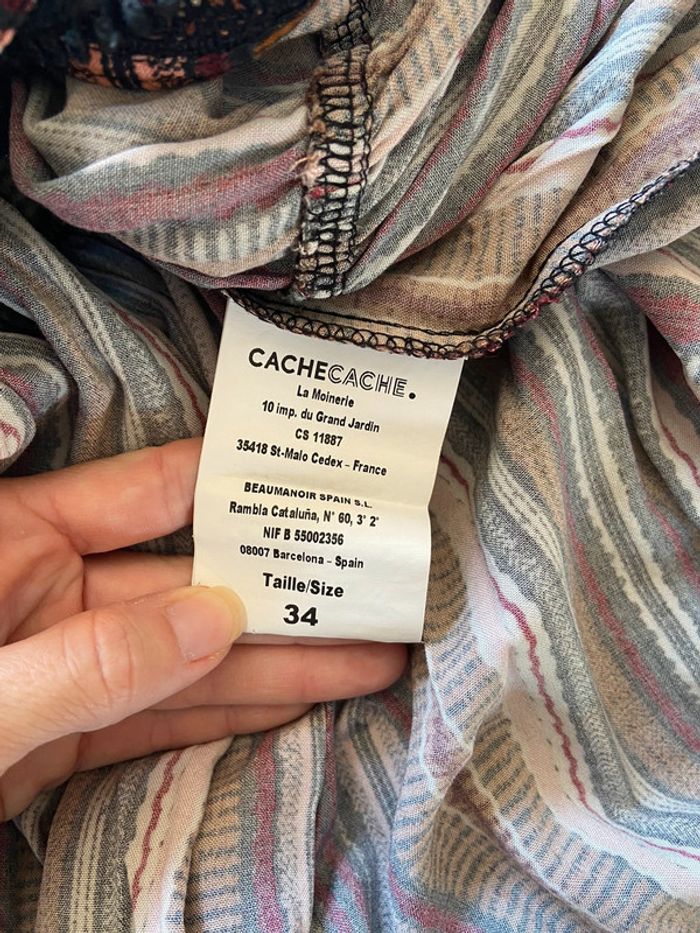 CACHECACHE.
La Moinerie
10 imp. du Grand Jardin
CS 11887
35418 St-Malo Cedex - France
BEAUMANOIR SPAIN S.L.
Rambla Cataluña, N° 60, 3° 2ª
NIF B 55002356
08007 Barcelona - Spain
Taille/Size
34